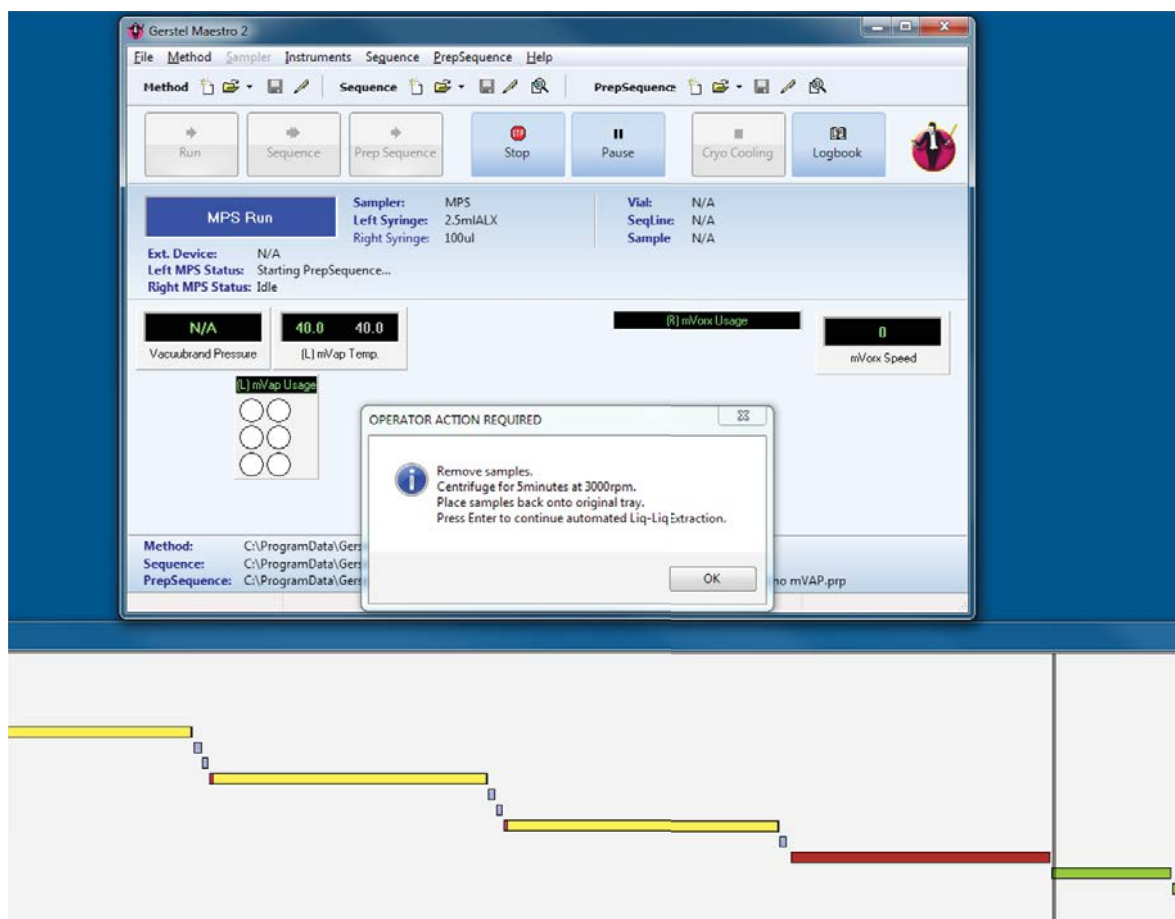 Gerstel Maestro 2
File Method Sampler Instruments Sequence PrepSequence Help
Method Sequence PrepSequence
Run Sequence Prep Sequence STOP Stop Pause Cryo Cooling Logbook
MPS Run
Sampler: MPS
Left Syringe: 2.5mlALX
Right Syringe: 100ul
Vial: N/A
SeqLine: N/A
Sample N/A
Ext. Device: N/A
Left MPS Status: Starting PrepSequence...
Right MPS Status: Idle
N/A
Vacuubrand Pressure
40.0 40.0
(L) mVap Temp.
(R) mVorx Usage
0
mVorx Speed
(L) mVap Usage
OPERATOR ACTION REQUIRED
Remove samples.
Centrifuge for 5minutes at 3000rpm.
Place samples back onto original tray.
Press Enter to continue automated Liq-Liq Extraction.
OK
Method: C:\ProgramData\Gers
Sequence: C:\ProgramData\Gers
PrepSequence: C:\ProgramData\Gers
no mVAP.prp